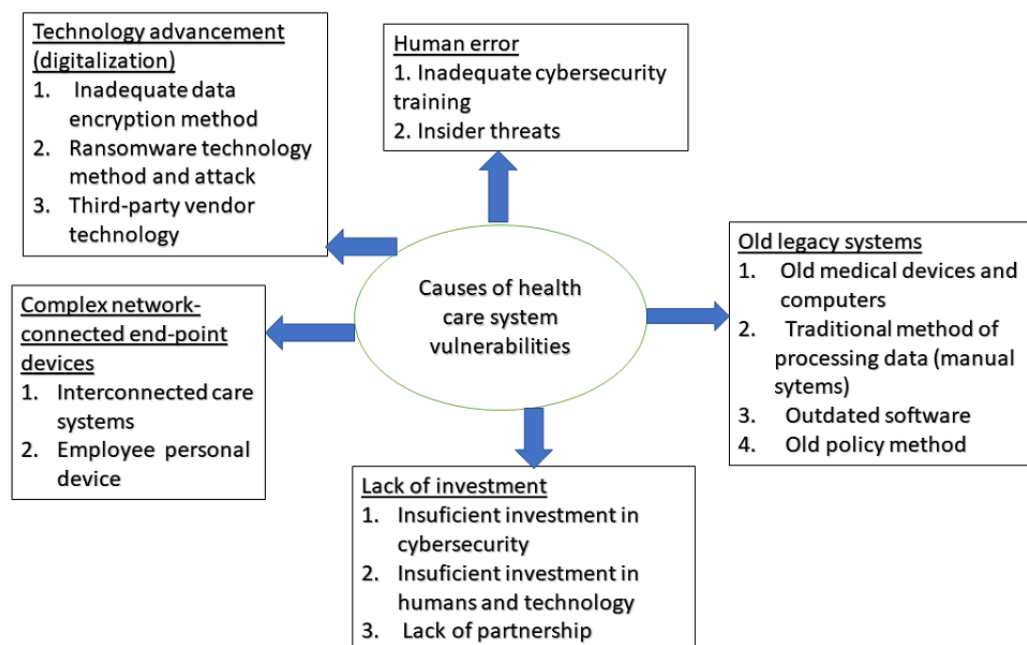 Technology advancement
(digitalization)
1. Inadequate data
encryption method
2. Ransomware technology
method and attack
3. Third-party vendor
technology
Human error
1. Inadequate cybersecurity
training
2. Insider threats
Causes of health
care system
vulnerabilities
Old legacy systems
1. Old medical devices and
computers
2. Traditional method of
processing data (manual
sytems)
3. Outdated software
4. Old policy method
Complex network-
connected end-point
devices
1. Interconnected care
systems
2. Employee personal
device
Lack of investment
1. Insuficient investment in
cybersecurity
2. Insuficient investment in
humans and technology
3. Lack of partnership